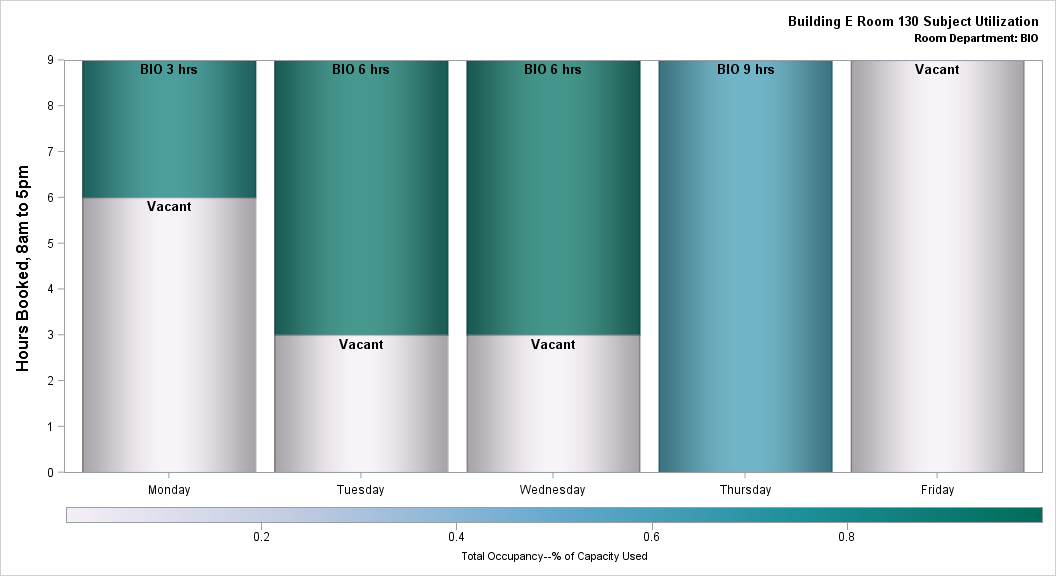 Building E Room 130 Subject Utilization
Room Department: BIO
Hours Booked, 8am to 5pm
9
8
7
6
5
4
3
2
1
0
BIO 3 hrs
Vacant
BIO 6 hrs
Vacant
BIO 6 hrs
Vacant
BIO 9 hrs
Vacant
Monday
Tuesday
Wednesday
Thursday
Friday
0.2
0.4
0.6
0.8
Total Occupancy--% of Capacity Used